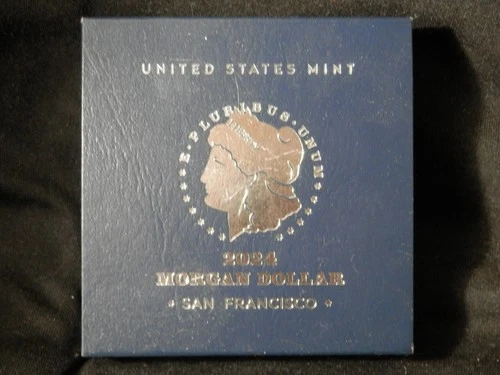 UNITED STATES MINT
E·PLURIBUS·UNUM
2024
MORGAN DOLLAR
★ SAN FRANCISCO ★